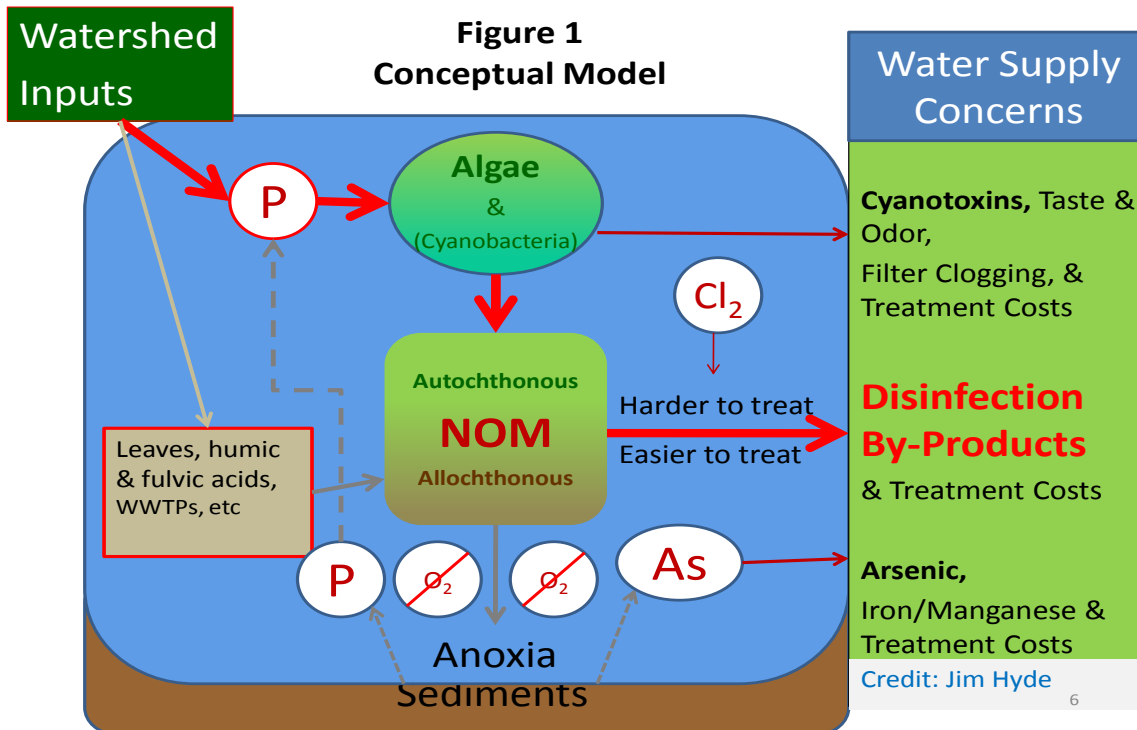 Watershed
Inputs
Figure 1
Conceptual Model
Water Supply
Concerns
P
Algae
&
(Cyanobacteria)
Cyanotoxins, Taste &
Odor,
Filter Clogging, &
Treatment Costs
Cl₂
Autochthonous
NOM
Allochthonous
Harder to treat
Easier to treat
Disinfection
By-Products
& Treatment Costs
Leaves, humic
& fulvic acids,
WWTPs, etc
P
O₂
O₂
As
Arsenic,
Iron/Manganese &
Treatment Costs
Anoxia
Sediments
Credit: Jim Hyde
6